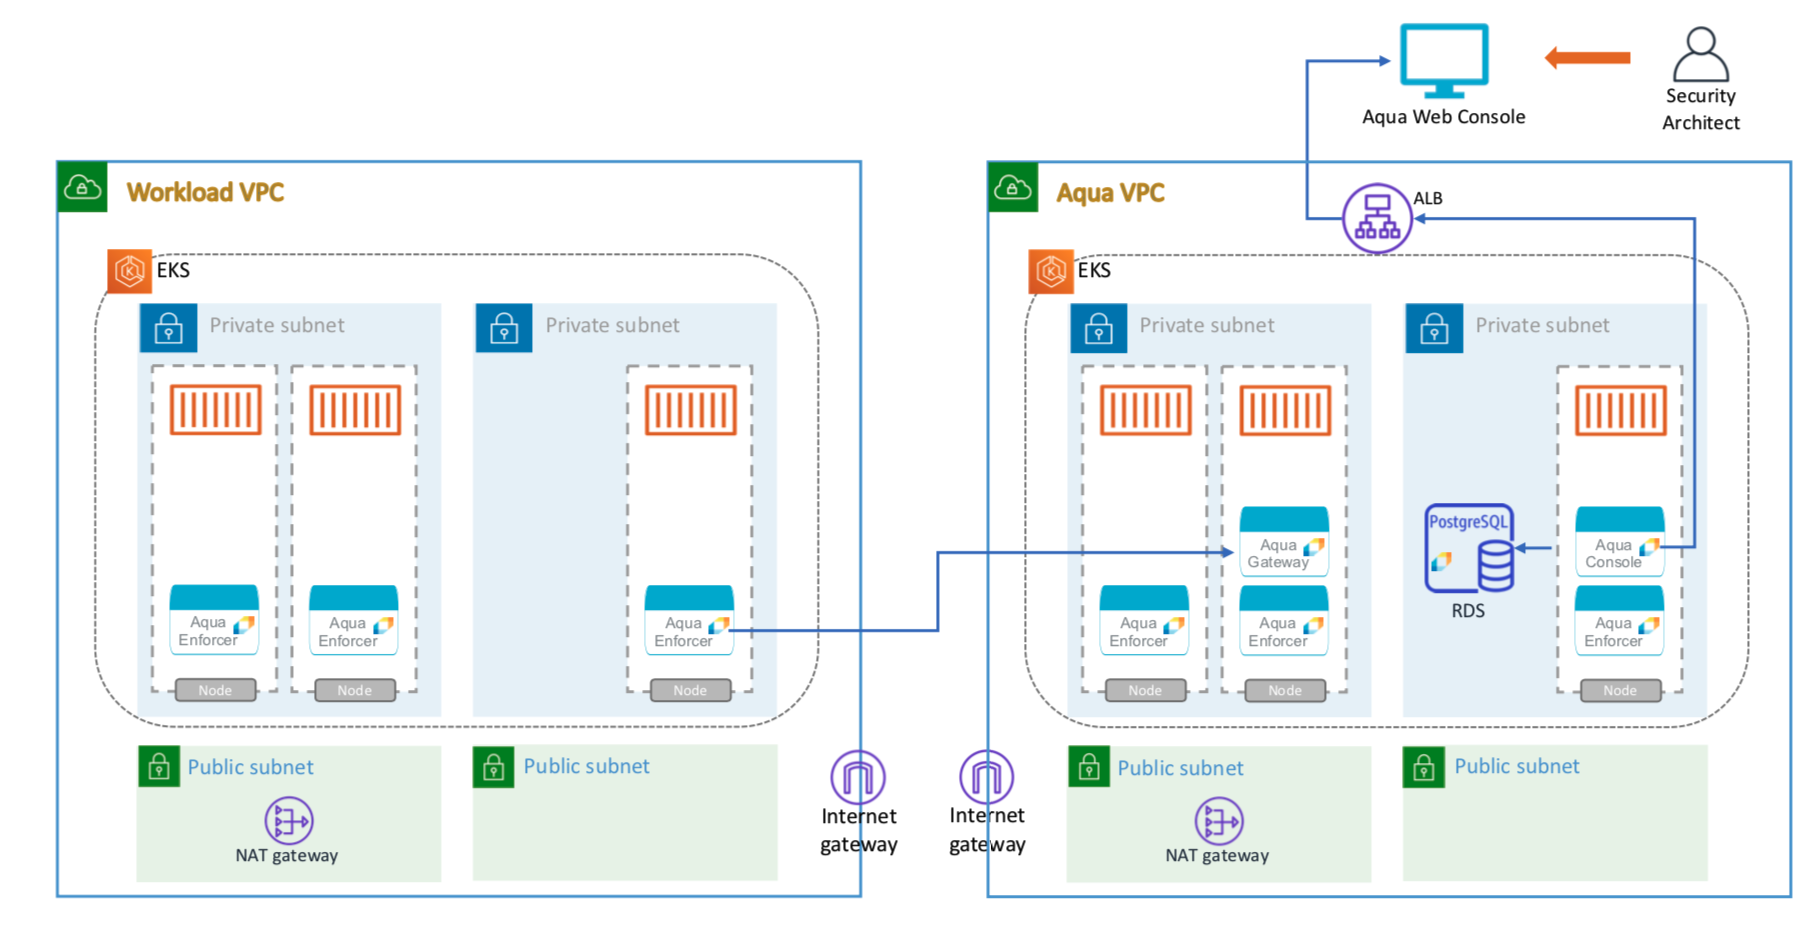 Security
Architect
Aqua Web Console
Workload VPC
Aqua VPC
ALB
EKS
EKS
Private subnet
Private subnet
Private subnet
Private subnet
PostgreSQL
Aqua
Gateway
Aqua
Console
RDS
Aqua
Enforcer
Aqua
Enforcer
Aqua
Enforcer
Aqua
Enforcer
Aqua
Enforcer
Aqua
Enforcer
Node
Node
Node
Node
Node
Node
Public subnet
Public subnet
Public subnet
Public subnet
Internet
gateway
Internet
gateway
NAT gateway
NAT gateway